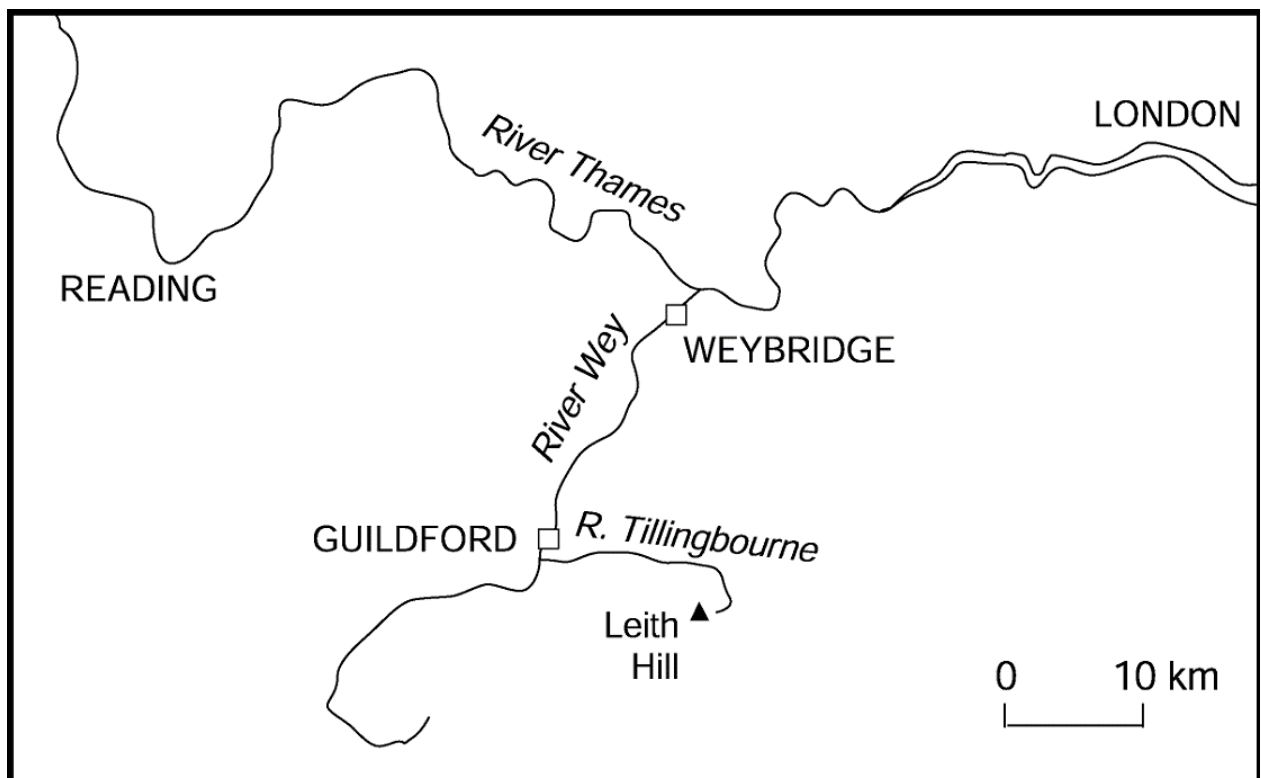 LONDON
River Thames
READING
WEYBRIDGE
River Wey
GUILDFORD
R. Tillingbourne
Leith
Hill
0 10 km